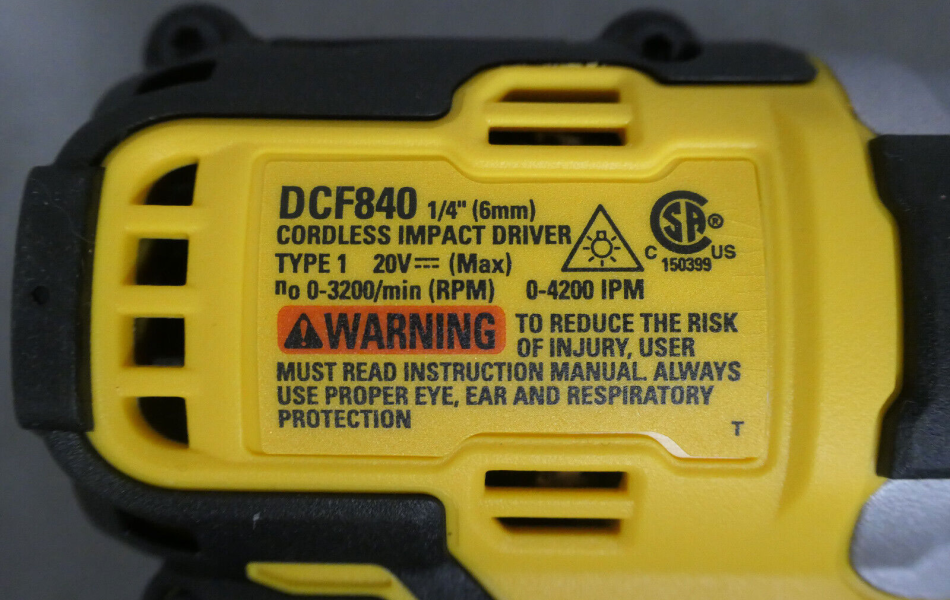 DCF840 1/4" (6mm)
CORDLESS IMPACT DRIVER
TYPE 1 20V⎓ (Max)
no 0-3200/min (RPM) 0-4200 IPM
SA®
C US
150399
WARNING TO REDUCE THE RISK
OF INJURY, USER
MUST READ INSTRUCTION MANUAL. ALWAYS
USE PROPER EYE, EAR AND RESPIRATORY
PROTECTION
T